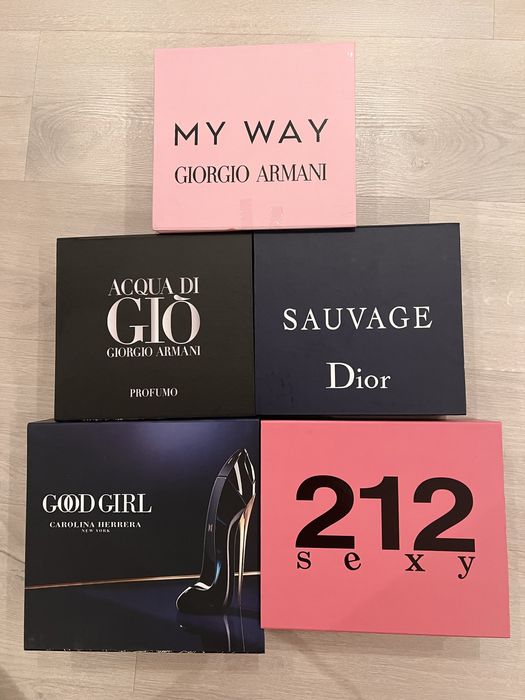 MY WAY
GIORGIO ARMANI
ACQUA DI
GIÒ
GIORGIO ARMANI
PROFUMO
SAUVAGE
Dior
GOOD GIRL
CAROLINA HERRERA
NEW YORK
212
sexy